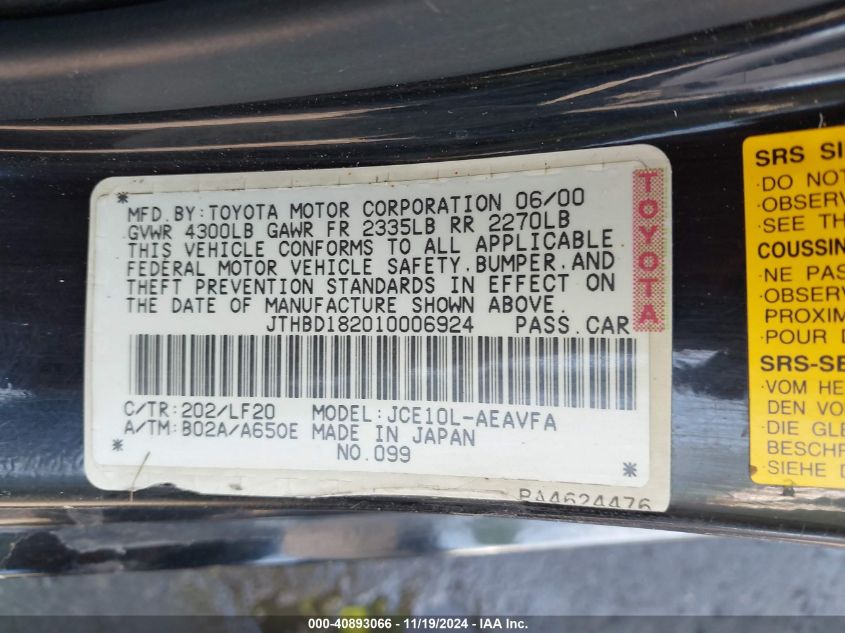 MFD. BY: TOYOTA MOTOR CORPORATION 06/00
GVWR 4300LB GAWR FR 2335LB RR 2270LB
THIS VEHICLE CONFORMS TO ALL APPLICABLE
FEDERAL MOTOR VEHICLE SAFETY, BUMPER, AND
THEFT PREVENTION STANDARDS IN EFFECT ON
THE DATE OF MANUFACTURE SHOWN ABOVE.
JTHBD182010006924 PASS. CAR
C/TR: 202/LF20 MODEL: JCE10L-AEAVFA
A/TM: B02A/A650E MADE IN JAPAN
NO.099
TOYOTA
PA4624476
SRS SI
·DO NOT
·OBSERV
·SEE TH
COUSSIN
·NE PAS
·OBSERV
PROXIM
·POUR D
SRS-SE
·VOM HE
DEN VO
·DIE GLE
BESCHR
·SIEHE D
000-40893066 - 11/19/2024 - IAA Inc.